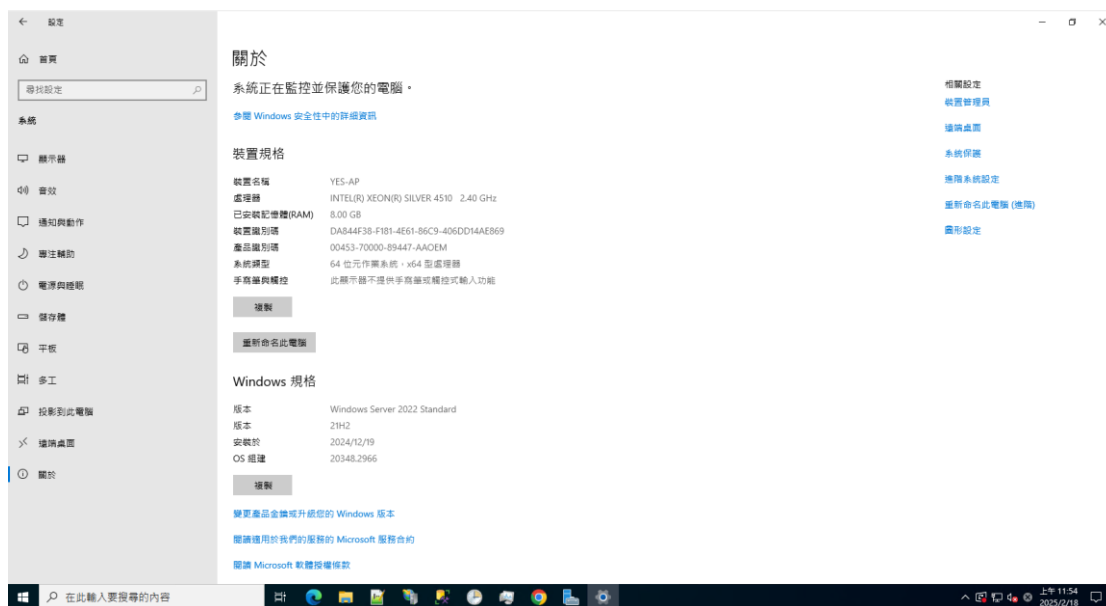 設定
首頁
尋找設定
系統
顯示器
音效
通知與動作
專注輔助
電源與睡眠
儲存體
平板
多工
投影到此電腦
遠端桌面
關於
關於
系統正在監控並保護您的電腦。
參閱 Windows 安全性中的詳細資訊
裝置規格
裝置名稱 YES-AP
處理器 INTEL(R) XEON(R) SILVER 4510 2.40 GHz
已安裝記憶體(RAM) 8.00 GB
裝置識別碼 DA844F38-F181-4E61-86C9-406DD14AE869
產品識別碼 00453-70000-89447-AAOEM
系統類型 64 位元作業系統，x64 型處理器
手寫筆與觸控 此顯示器不提供手寫筆或觸控式輸入功能
複製
重新命名此電腦
Windows 規格
版本 Windows Server 2022 Standard
版本 21H2
安裝於 2024/12/19
OS 組建 20348.2966
複製
變更產品金鑰或升級您的 Windows 版本
閱讀適用於我們的服務的 Microsoft 服務合約
閱讀 Microsoft 軟體授權條款
相關設定
裝置管理員
遠端桌面
系統保護
進階系統設定
重新命名此電腦 (進階)
圖形設定
在此輸入要搜尋的內容
上午 11:54
2025/2/18